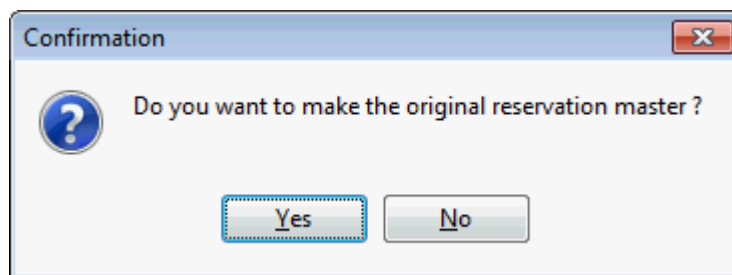 Confirmation
Do you want to make the original reservation master ?
Yes
No